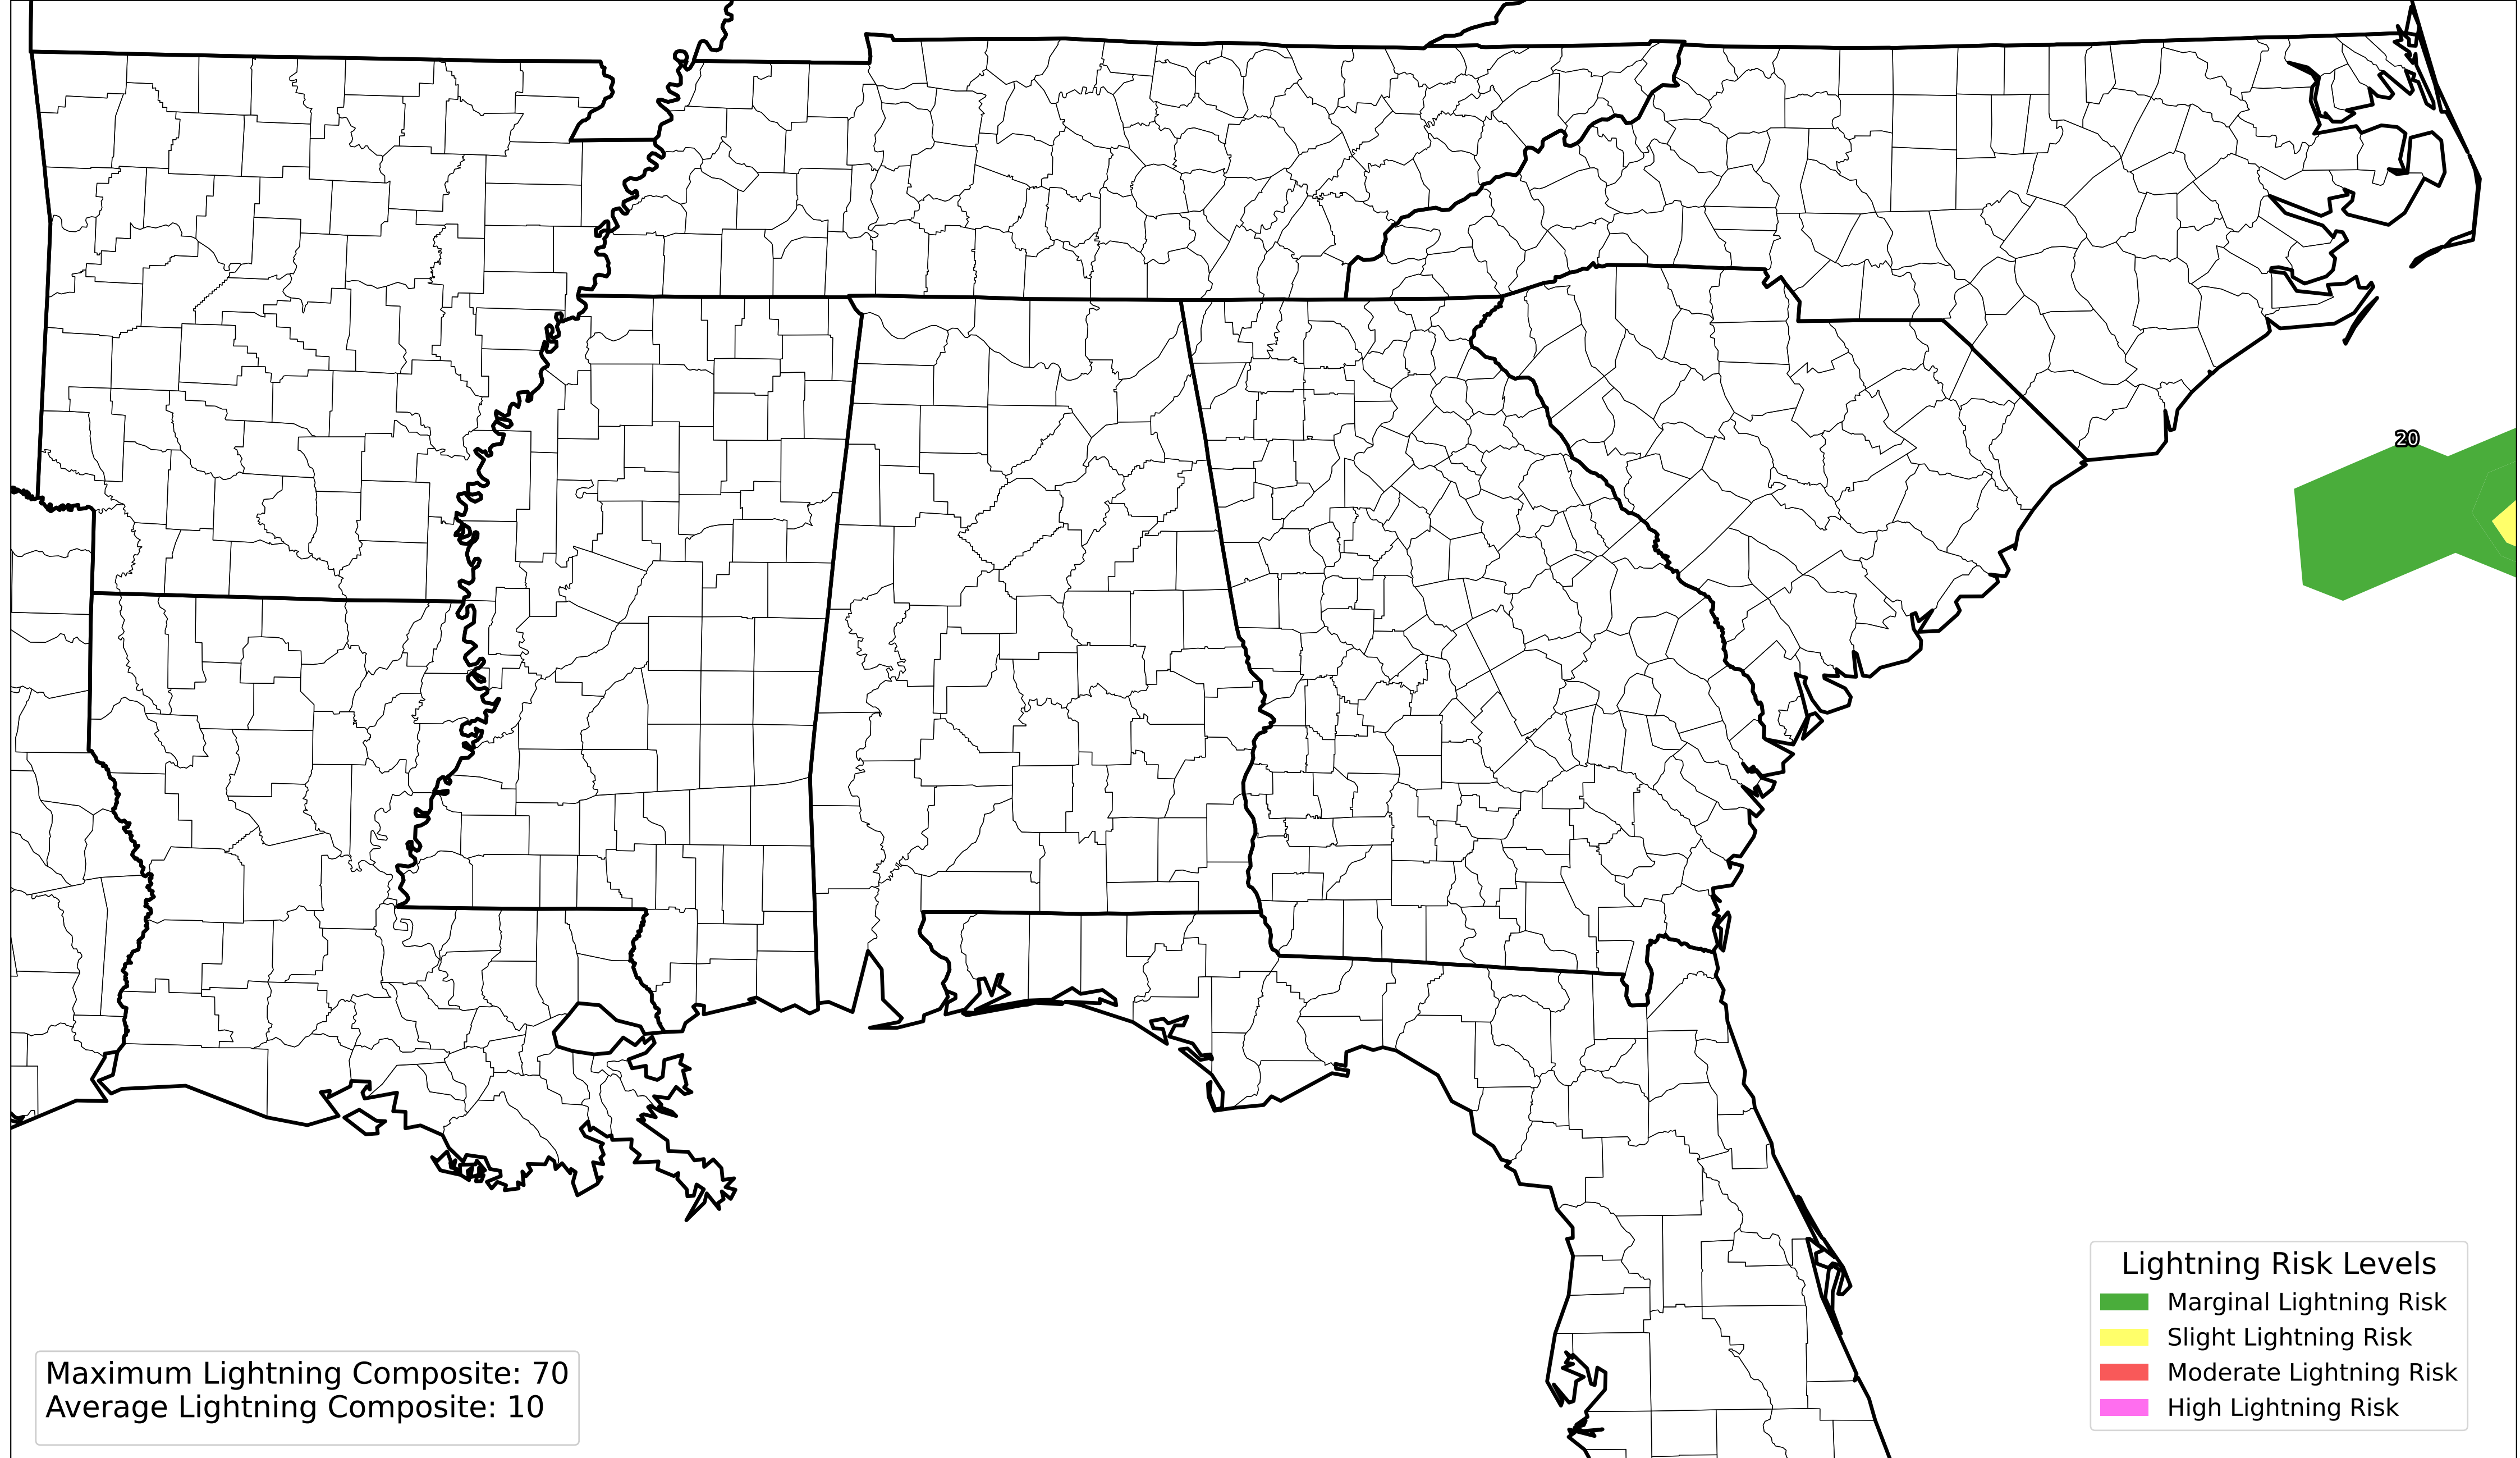 20
Lightning Risk Levels
Marginal Lightning Risk
Slight Lightning Risk
Moderate Lightning Risk
High Lightning Risk
Maximum Lightning Composite: 70
Average Lightning Composite: 10